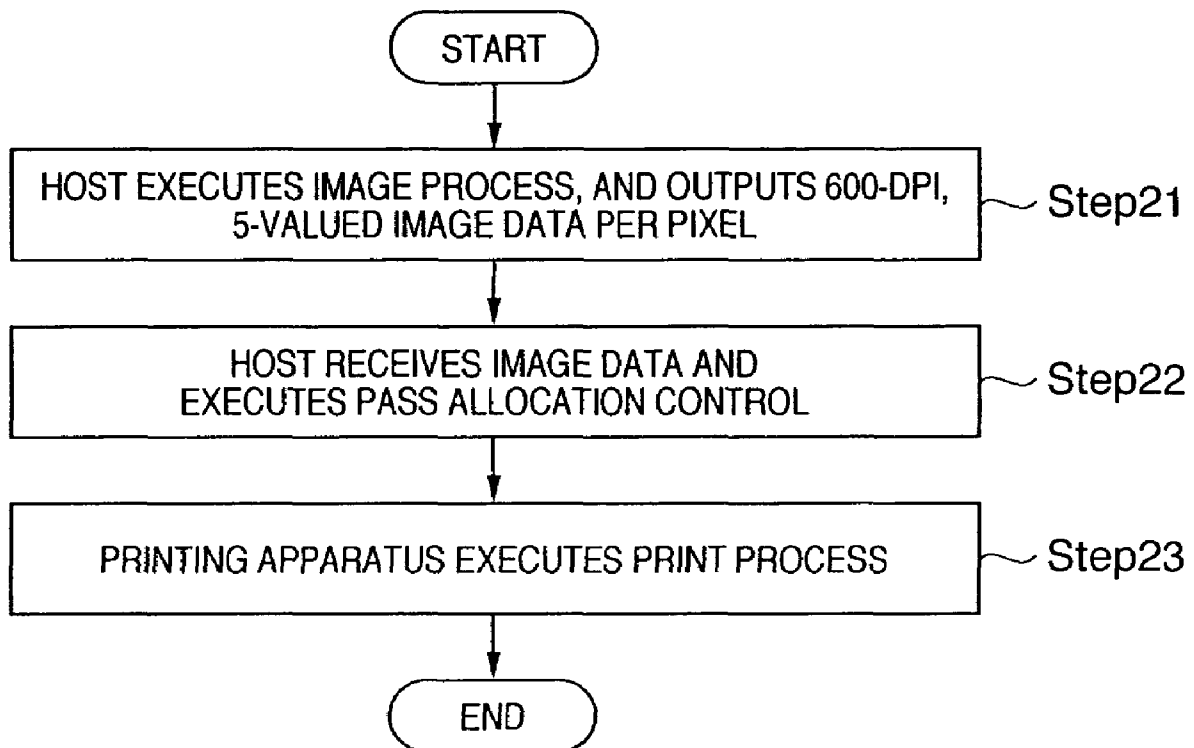 START
HOST EXECUTES IMAGE PROCESS, AND OUTPUTS 600-DPI,
5-VALUED IMAGE DATA PER PIXEL
Step21
HOST RECEIVES IMAGE DATA AND
EXECUTES PASS ALLOCATION CONTROL
Step22
PRINTING APPARATUS EXECUTES PRINT PROCESS
Step23
END